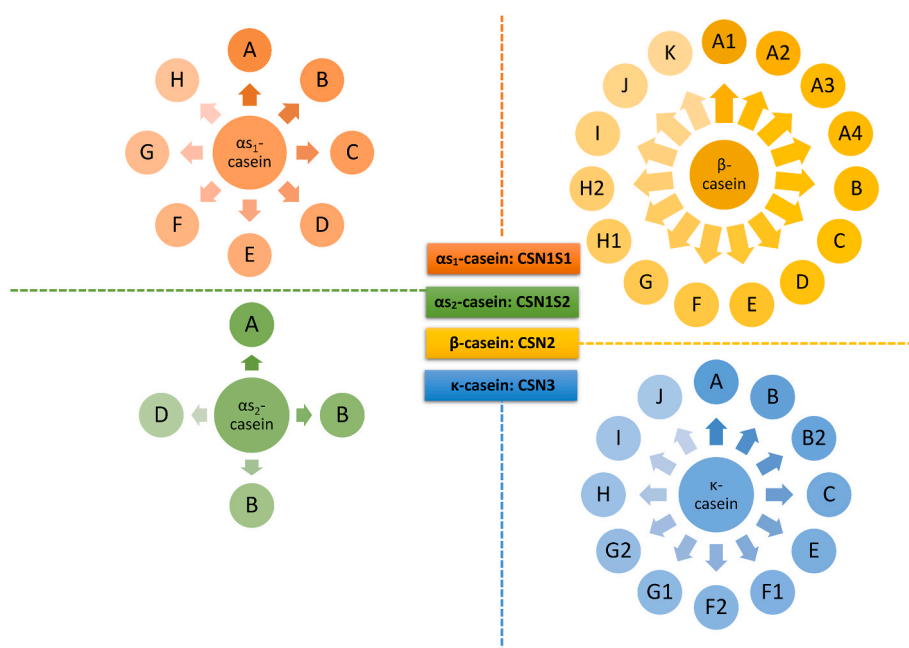 A
B
C
D
E
F
G
H
αs₁-
casein
A1
A2
A3
A4
B
C
D
E
F
G
H1
H2
I
J
K
β-
casein
αs₁-casein: CSN1S1
αs₂-casein: CSN1S2
β-casein: CSN2
κ-casein: CSN3
A
B
B
D
αs₂-
casein
A
B
B2
C
E
F1
F2
G1
G2
H
I
J
κ-
casein